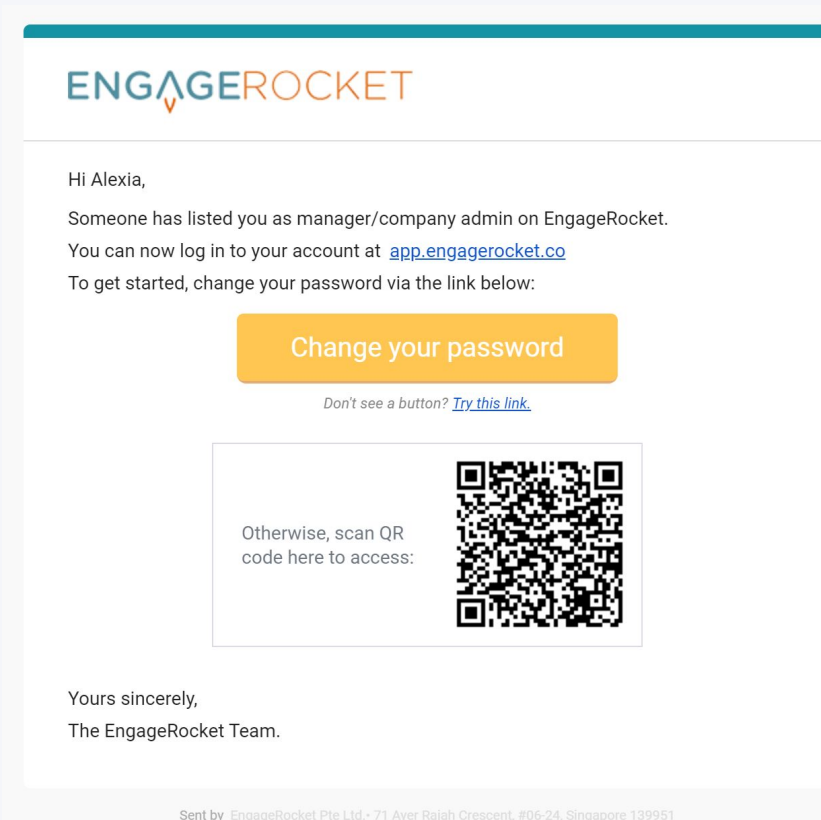 ENGAGEROCKET
Hi Alexia,
Someone has listed you as manager/company admin on EngageRocket.
You can now log in to your account at app.engagerocket.co
To get started, change your password via the link below:
Change your password
Don't see a button? Try this link.
Otherwise, scan QR
code here to access:
Yours sincerely,
The EngageRocket Team.
Sent by EngageRocket Pte Ltd.• 71 Ayer Rajah Crescent, #06-24, Singapore 139951